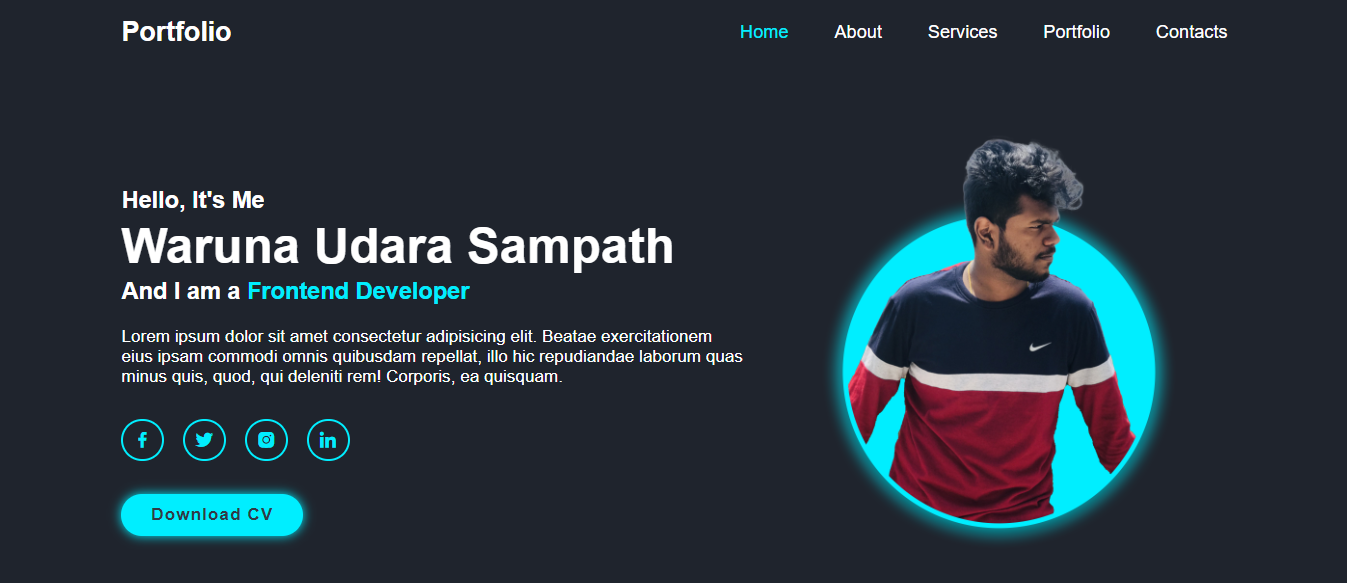 Portfolio
Home About Services Portfolio Contacts
Hello, It's Me
Waruna Udara Sampath
And I am a Frontend Developer
Lorem ipsum dolor sit amet consectetur adipisicing elit. Beatae exercitationem
eius ipsam commodi omnis quibusdam repellat, illo hic repudiandae laborum quas
minus quis, quod, qui deleniti rem! Corporis, ea quisquam.
Download CV